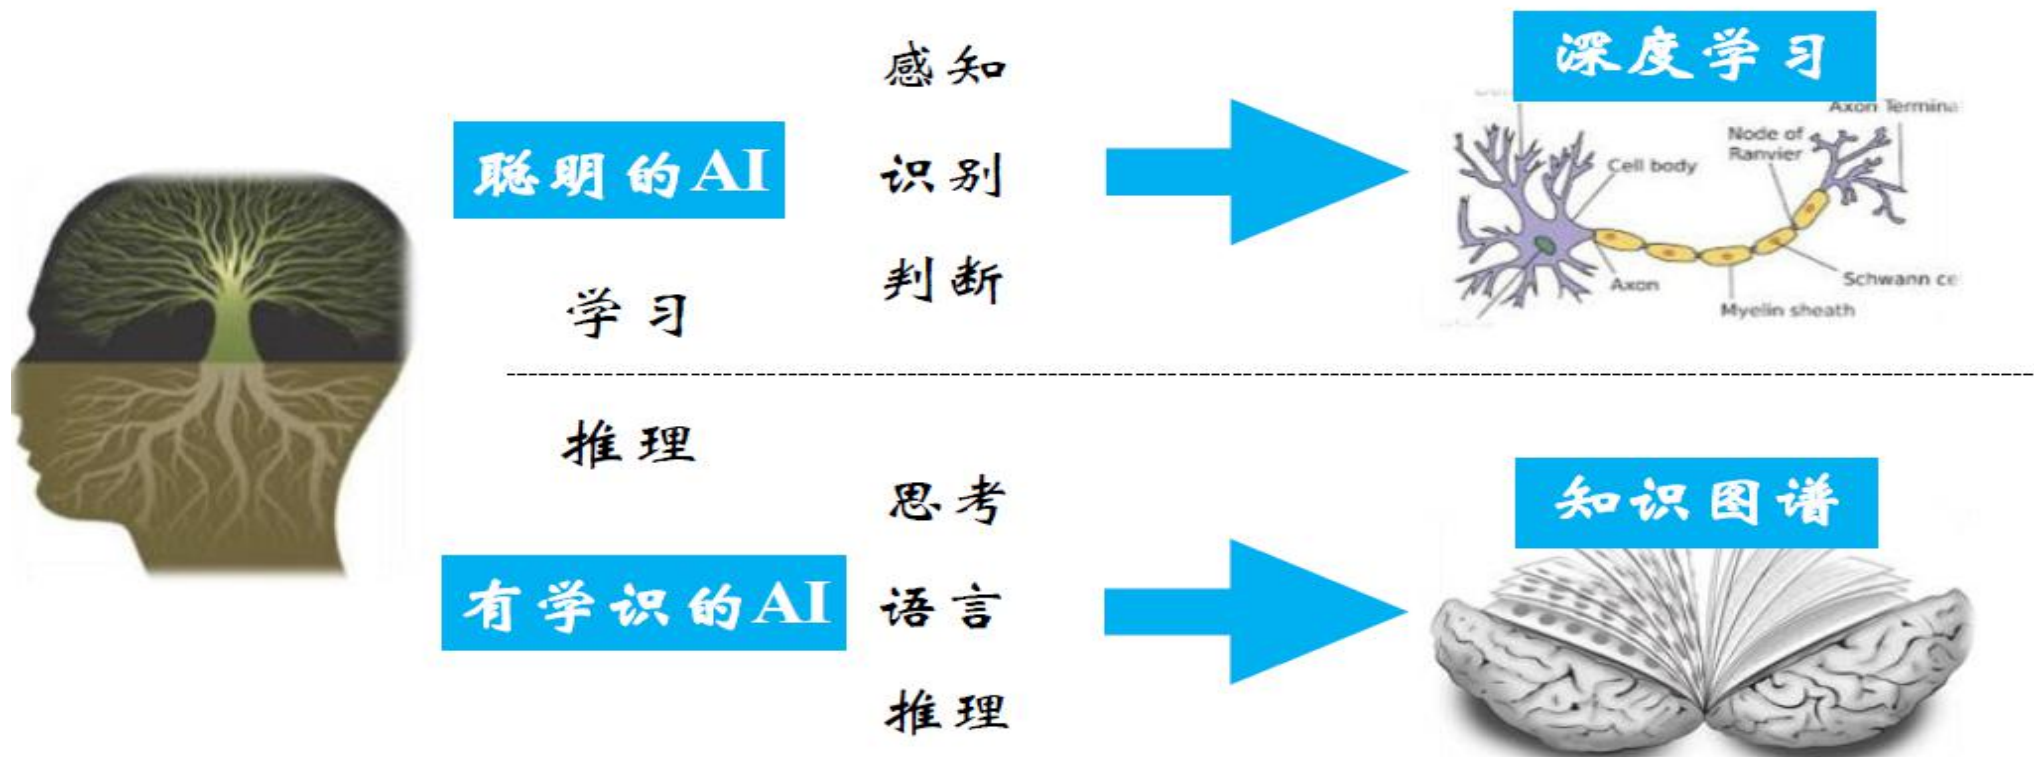 聪明的AI
学习
感知
识别
判断
深度学习
Axon Termina
Node of
Ranvier
Cell body
Axon
Schwann ce
Myelin sheath
推理
有学识的AI
思考
语言
推理
知识图谱